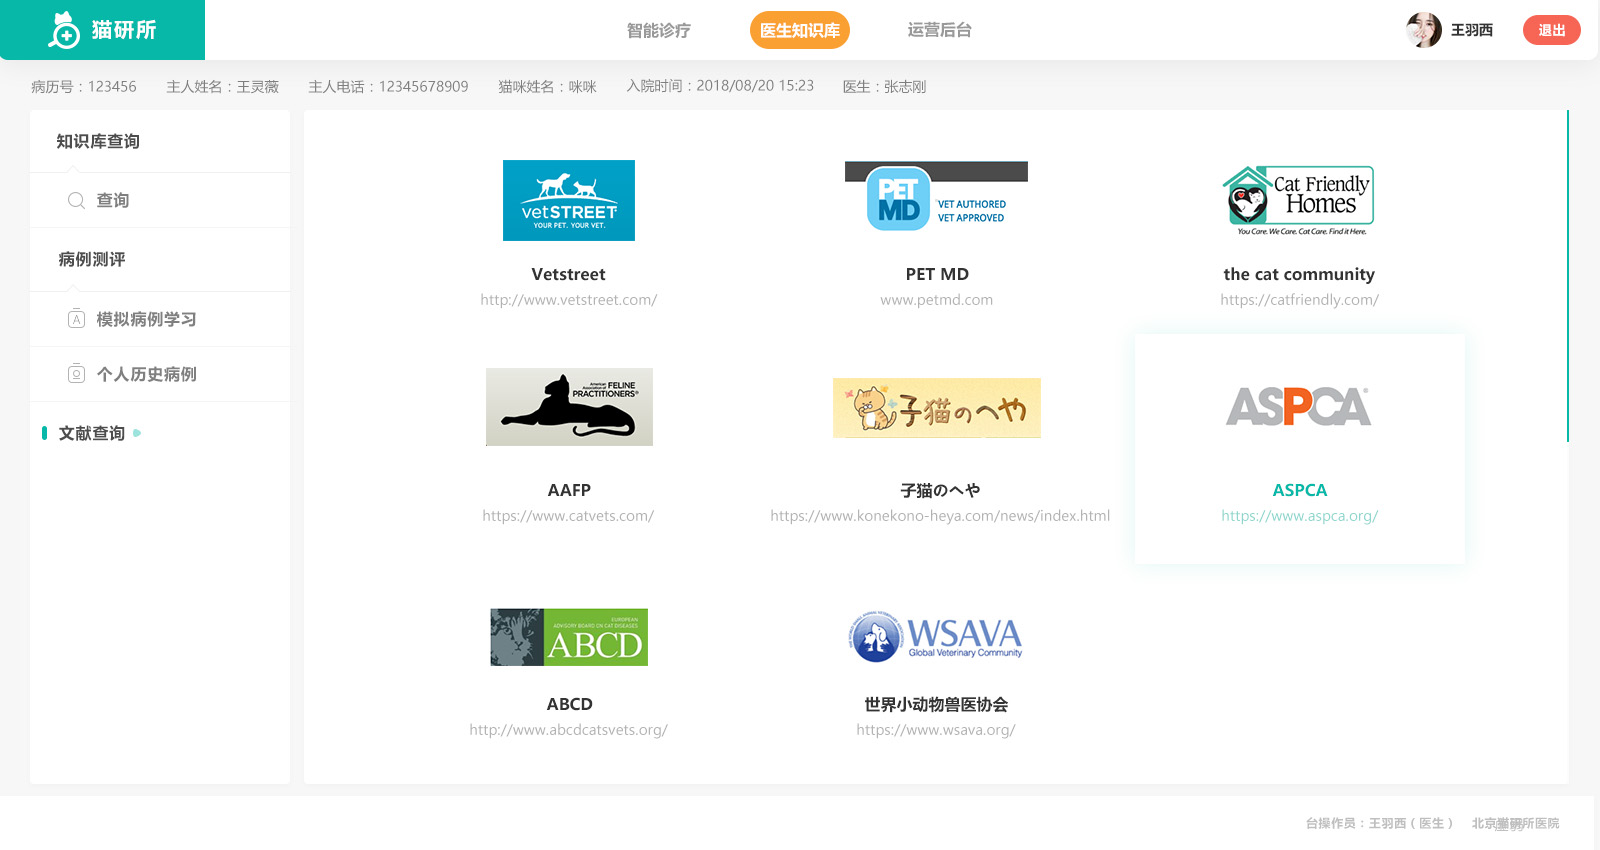 猫研所
智能诊疗
医生知识库
运营后台
王羽西
退出
病历号：123456
主人姓名：王灵薇
主人电话：12345678909
猫咪姓名：咪咪
入院时间：2018/08/20 15:23
医生：张志刚
知识库查询
查询
病例测评
A 模拟病例学习
个人历史病例
文献查询
vetSTREET
YOUR PET. YOUR VET.
Vetstreet
http://www.vetstreet.com/
PET
MD
VET AUTHORED
VET APPROVED
PET MD
www.petmd.com
Cat Friendly
Homes
You Care. We Care. Cat Care. Find it Here.
the cat community
https://catfriendly.com/
American
Association of FELINE
PRACTITIONERS®
AAFP
https://www.catvets.com/
子猫のへや
子猫のへや
https://www.konekono-heya.com/news/index.html
ASPCA®
ASPCA
https://www.aspca.org/
EUROPEAN
ADVISORY BOARD ON CAT DISEASES
ABCD
ABCD
http://www.abcdcatsvets.org/
WSAVA
Global Veterinary Community
世界小动物兽医协会
https://www.wsava.org/
台操作员：王羽西（医生）
北京猫研所医院